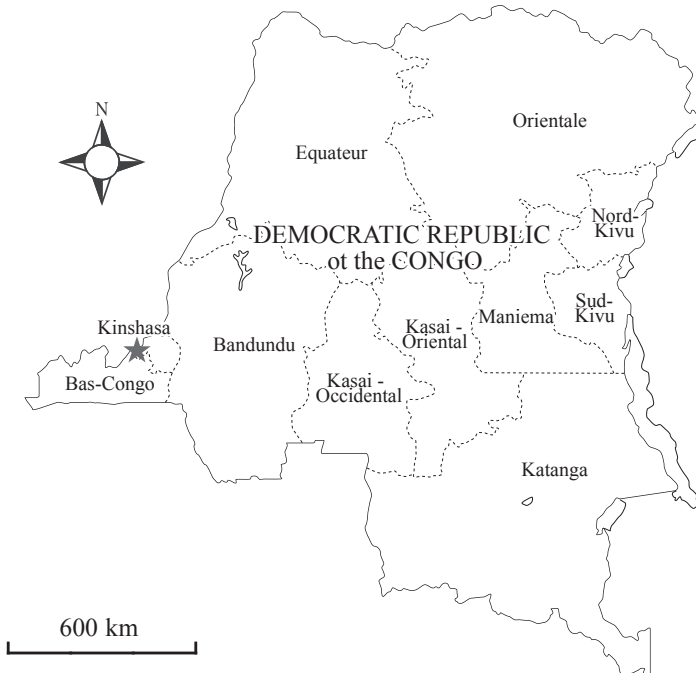 N
Orientale
Equateur
Nord-
Kivu
DEMOCRATIC REPUBLIC
ot the CONGO
Sud-
Kivu
Maniema
Kasai -
Oriental
Kinshasa
Bandundu
Bas-Congo
Kasai -
Occidental
Katanga
600 km